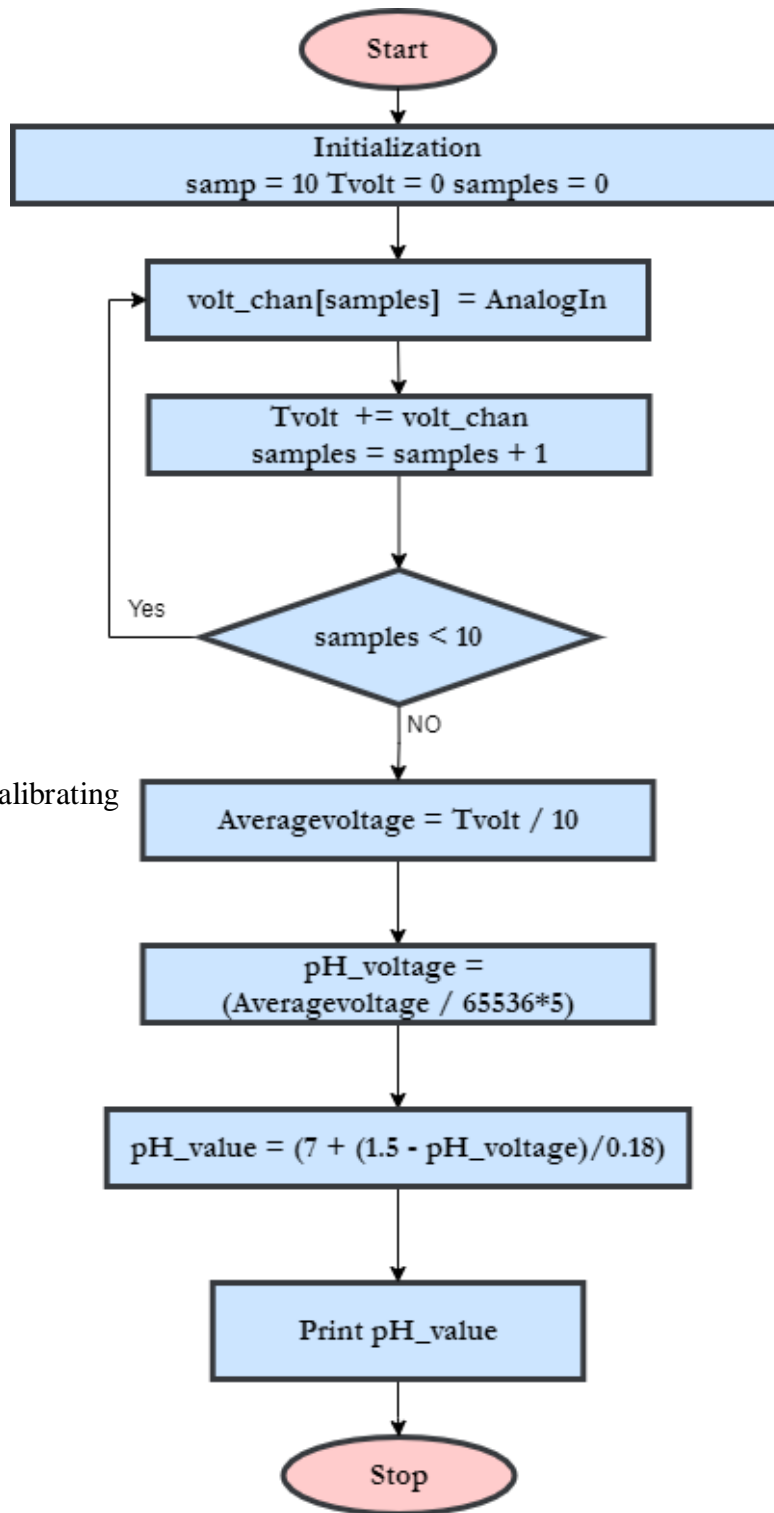 Start
Initialization
samp = 10 Tvolt = 0 samples = 0
volt_chan[samples] = AnalogIn
Tvolt += volt_chan
samples = samples + 1
samples < 10
Yes
NO
alibrating
Averagevoltage = Tvolt / 10
pH_voltage =
(Averagevoltage / 65536*5)
pH_value = (7 + (1.5 - pH_voltage)/0.18)
Print pH_value
Stop